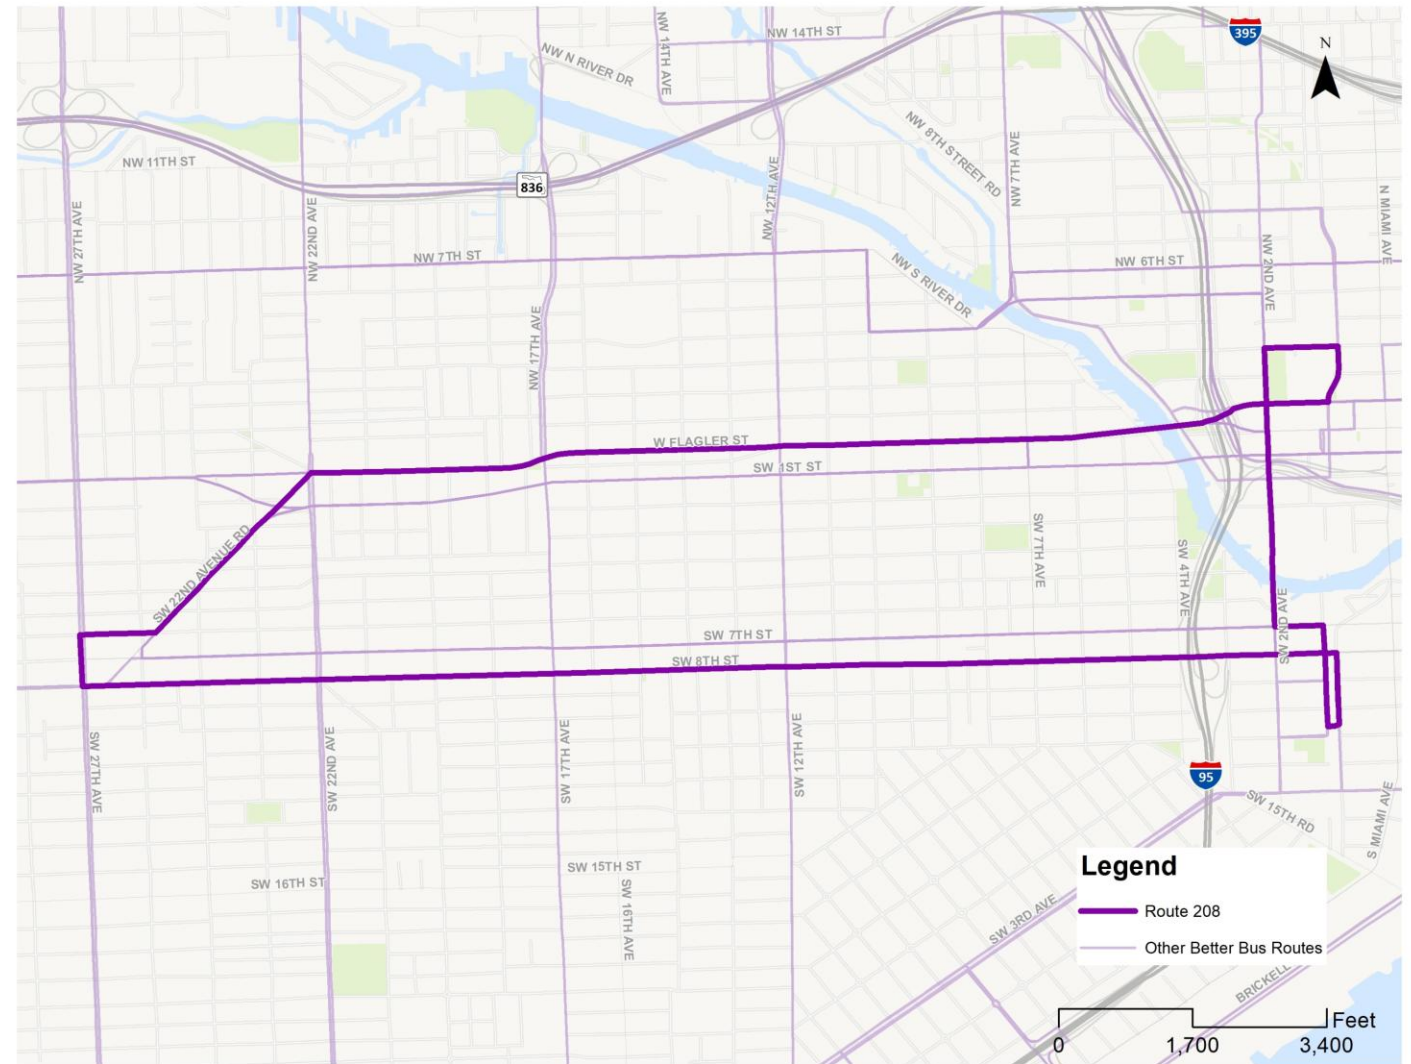 NW 14TH ST
395
N
NW 14TH AVE
NW N RIVER DR
NW 8TH STREET RD
NW 7TH AVE
NW 11TH ST
836
NW 12TH AVE
N MIAMI AVE
NW 27TH AVE
NW 22ND AVE
NW 7TH ST
NW S RIVER DR
NW 6TH ST
NW 2ND AVE
NW 17TH AVE
W FLAGLER ST
SW 1ST ST
SW 22ND AVENUE RD
SW 7TH AVE
SW 4TH AVE
SW 2ND AVE
SW 7TH ST
SW 8TH ST
SW 27TH AVE
SW 22ND AVE
SW 17TH AVE
SW 12TH AVE
95
SW 15TH RD
S MIAMI AVE
SW 16TH ST
SW 15TH ST
SW 16TH AVE
SW 3RD AVE
BRICKELL
Legend
Route 208
Other Better Bus Routes
Feet
0 1,700 3,400